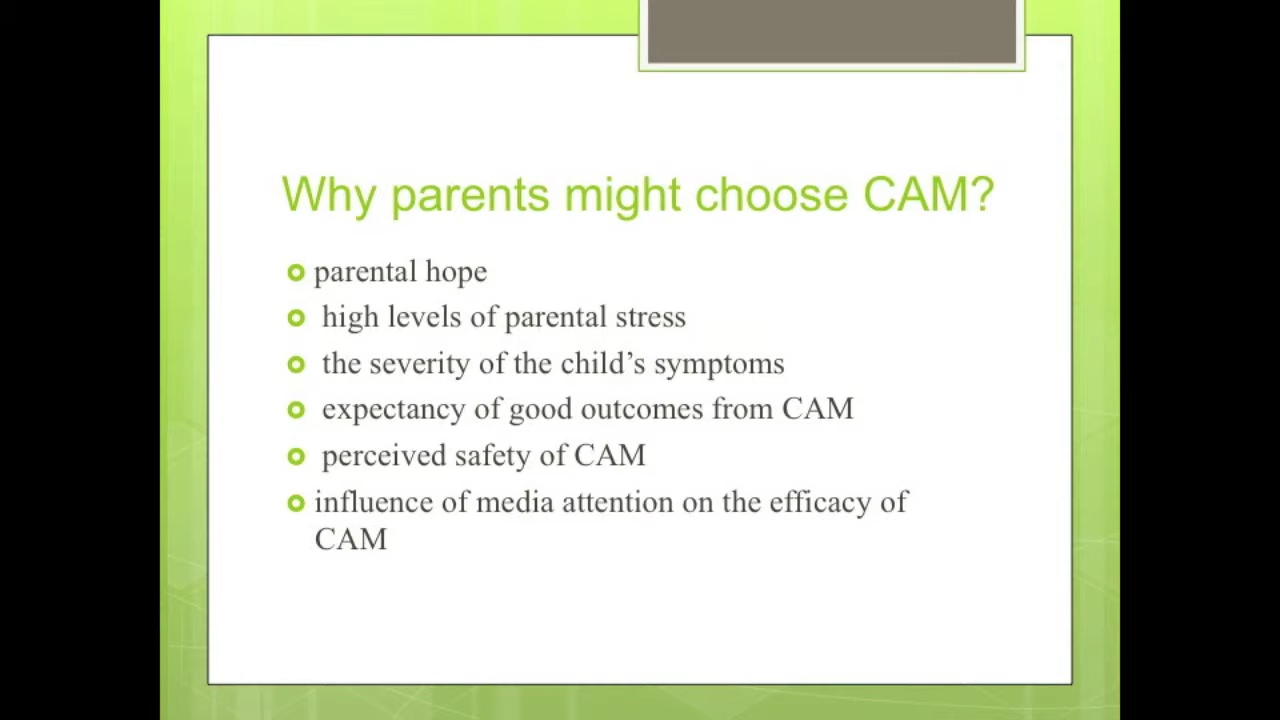 Why parents might choose CAM?
parental hope
high levels of parental stress
the severity of the child’s symptoms
expectancy of good outcomes from CAM
perceived safety of CAM
influence of media attention on the efficacy of
CAM